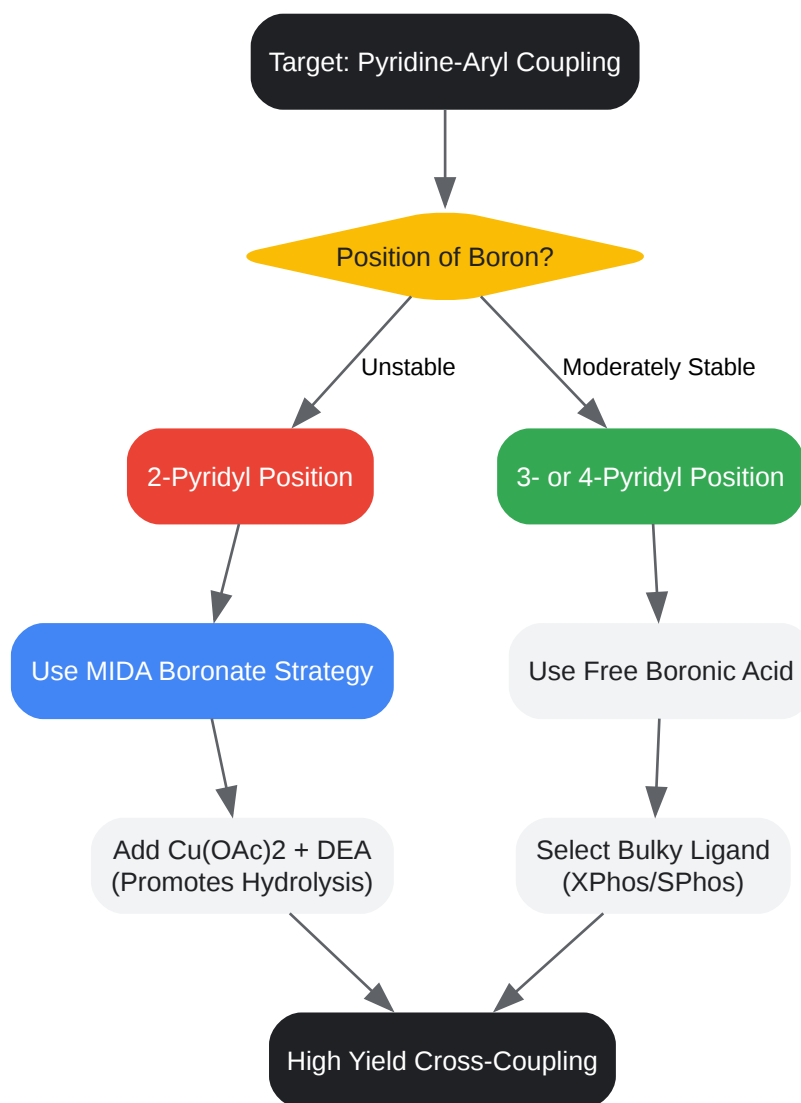 Target: Pyridine-Aryl Coupling
Position of Boron?
Unstable
Moderately Stable
2-Pyridyl Position
3- or 4-Pyridyl Position
Use MIDA Boronate Strategy
Use Free Boronic Acid
Add Cu(OAc)2 + DEA
(Promotes Hydrolysis)
Select Bulky Ligand
(XPhos/SPhos)
High Yield Cross-Coupling